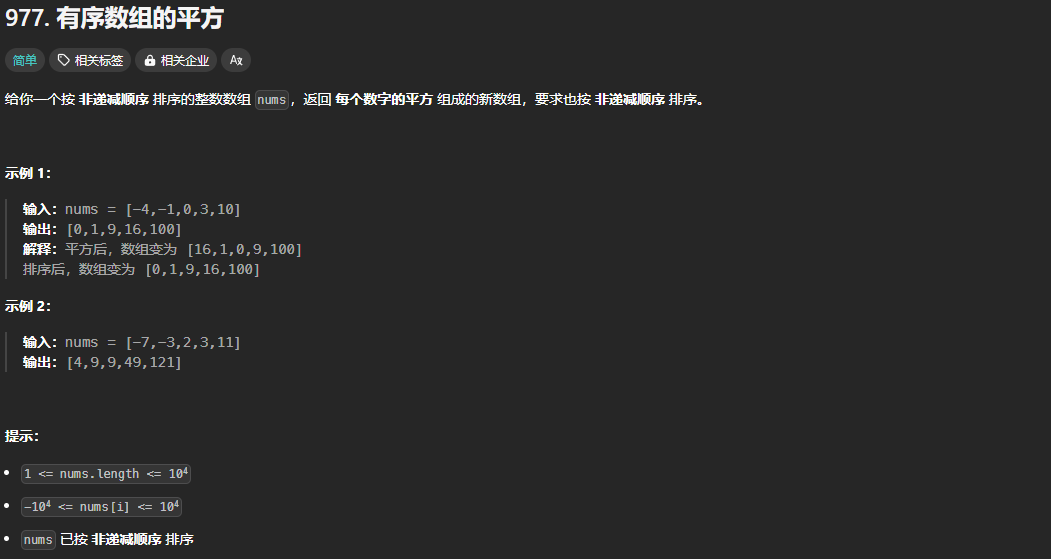 977. 有序数组的平方
简单 相关标签 相关企业 A文
给你一个按 非递减顺序 排序的整数数组 nums，返回 每个数字的平方 组成的新数组，要求也按 非递减顺序 排序。
示例 1：
输入：nums = [-4,-1,0,3,10]
输出：[0,1,9,16,100]
解释：平方后，数组变为 [16,1,0,9,100]
排序后，数组变为 [0,1,9,16,100]
示例 2：
输入：nums = [-7,-3,2,3,11]
输出：[4,9,9,49,121]
提示：
• 1 <= nums.length <= 10⁴
• -10⁴ <= nums[i] <= 10⁴
• nums 已按 非递减顺序 排序